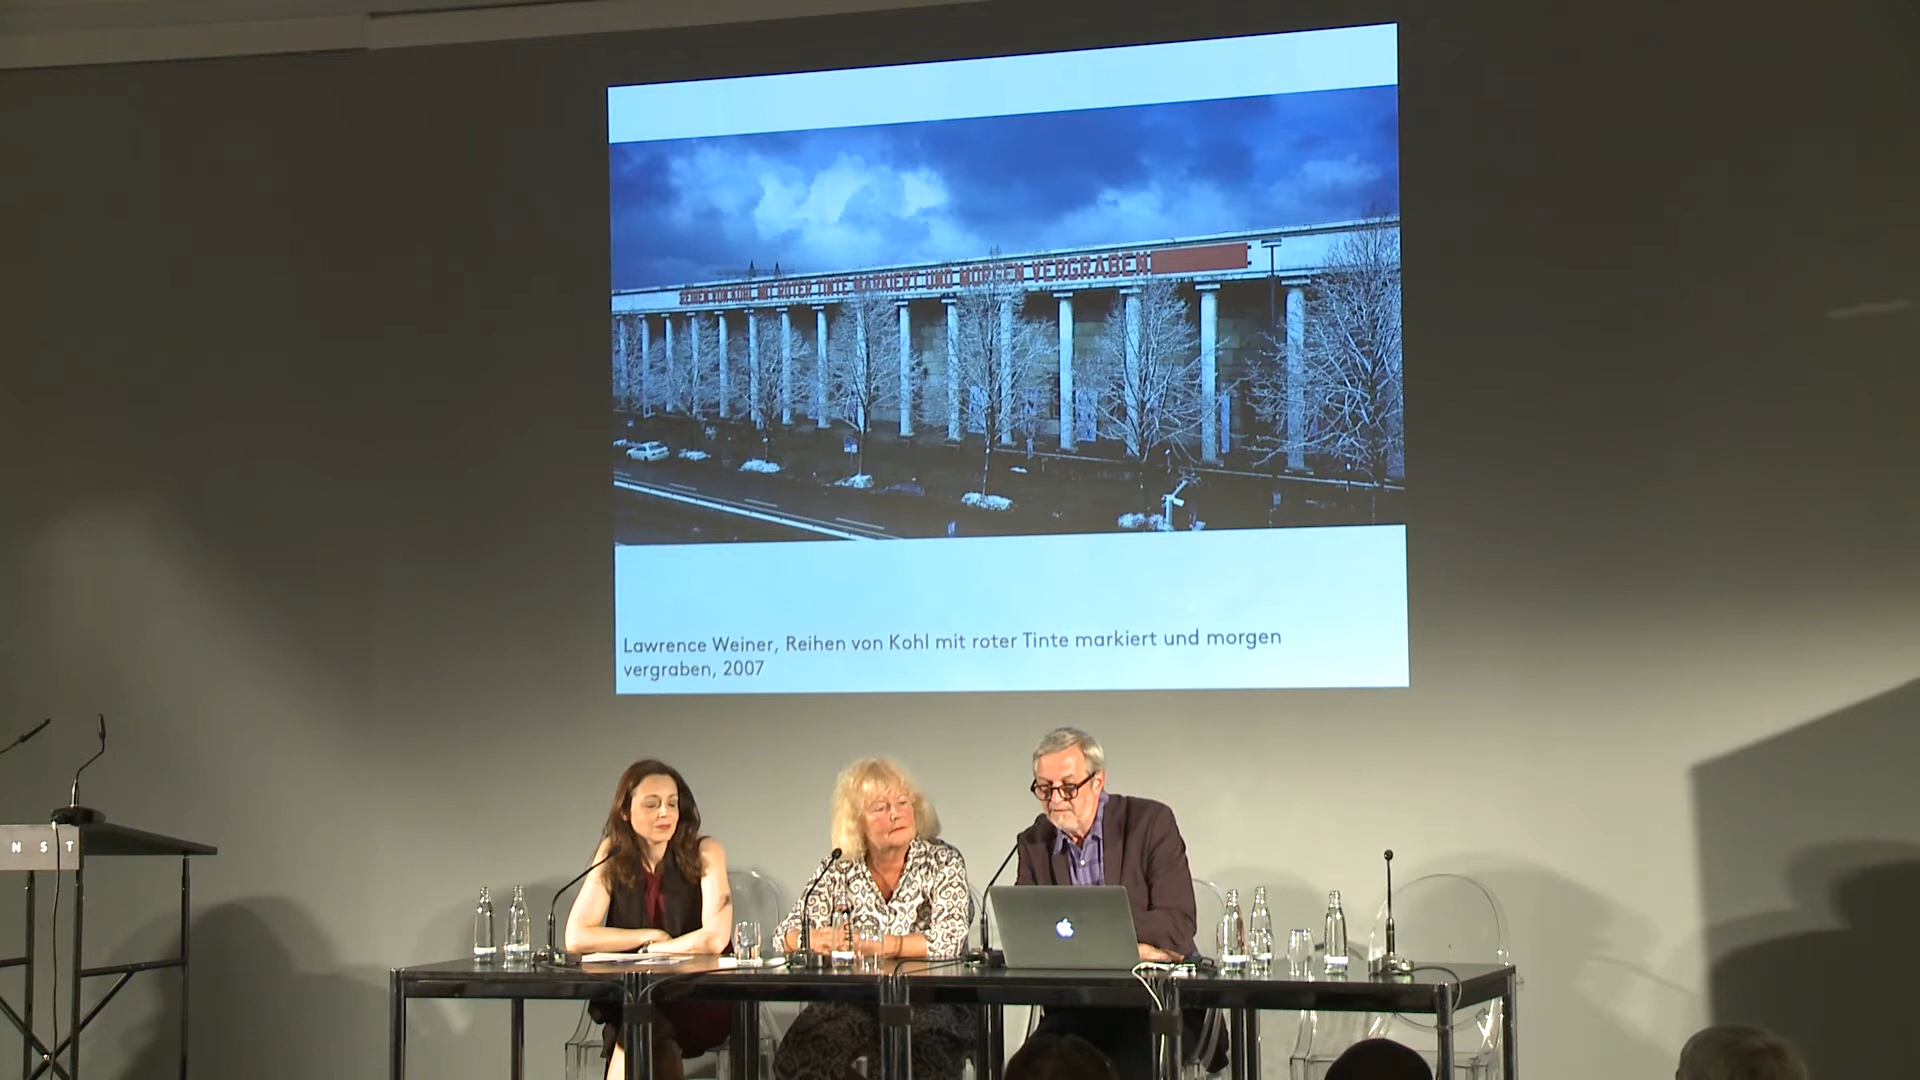 REIHEN VON KOHL MIT ROTER TINTE MARKIERT UND MORGEN VERGRABEN
Lawrence Weiner, Reihen von Kohl mit roter Tinte markiert und morgen
vergraben, 2007
N S T